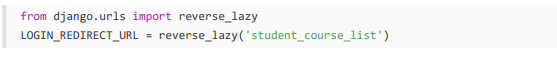 from django.urls import reverse_lazy
LOGIN_REDIRECT_URL = reverse_lazy('student_course_list')